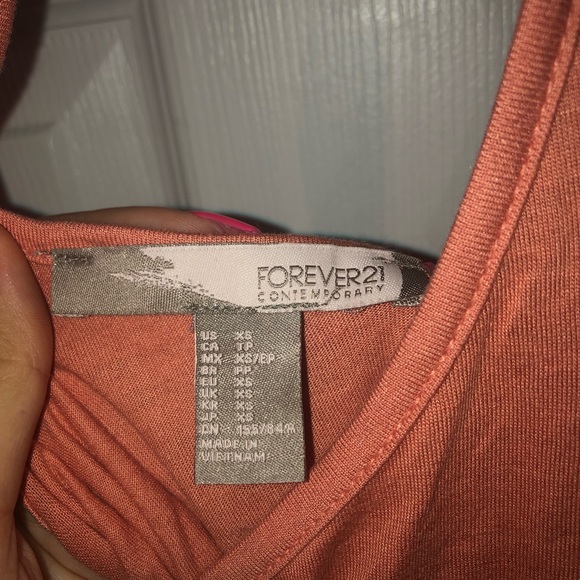 FOREVER21
CONTEMPORARY
US XS
CA TP
MX XS/EP
BR PP
EU XS
UK XS
KR XS
JP XS
CN 155/84A
MADE IN
VIETNAM